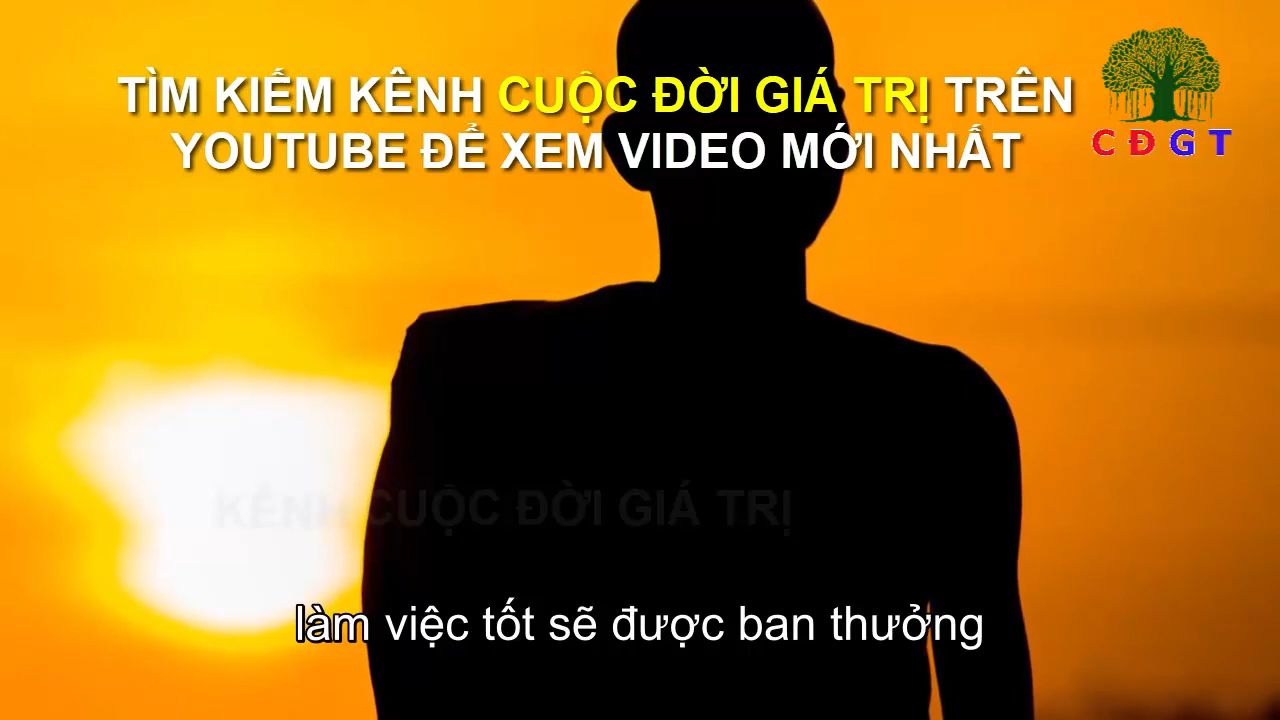 TÌM KIẾM KÊNH CUỘC ĐỜI GIÁ TRỊ TRÊN
YOUTUBE ĐỂ XEM VIDEO MỚI NHẤT
C Đ G T
KÊNH CUỘC ĐỜI GIÁ TRỊ
làm việc tốt sẽ được ban thưởng